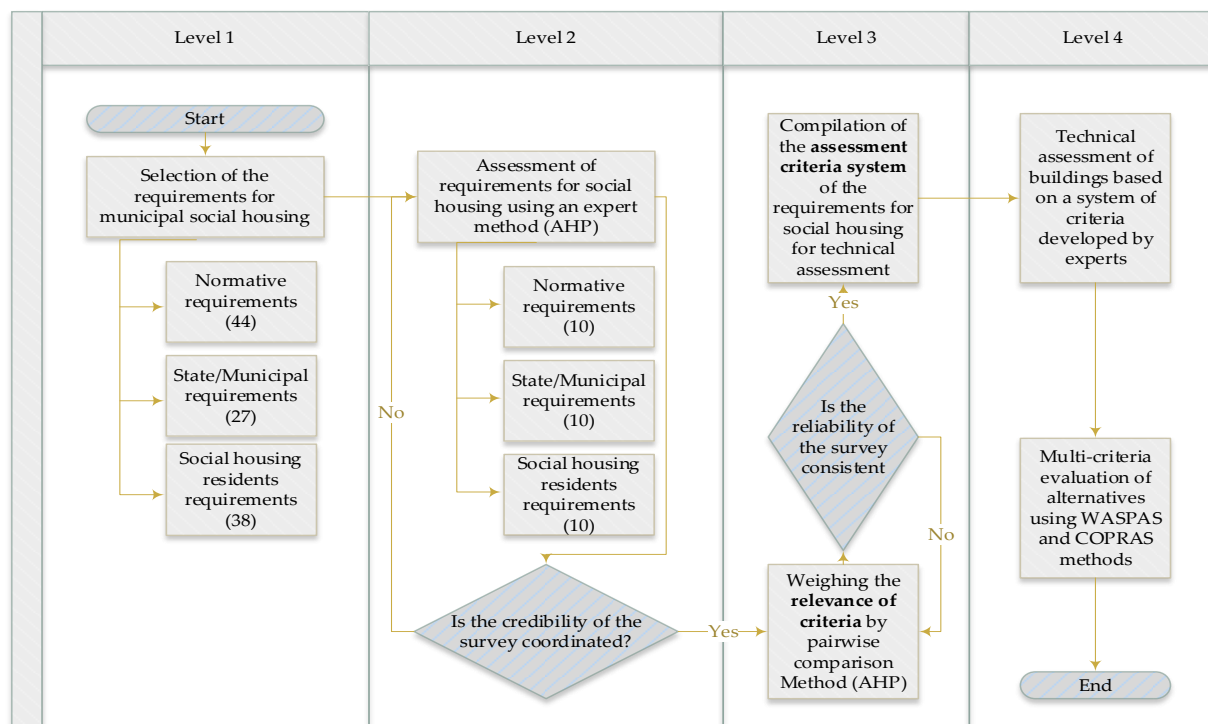 Level 1
Level 2
Level 3
Level 4
Start
Selection of the
requirements for
municipal social housing
Normative
requirements
(44)
State/Municipal
requirements
(27)
Social housing
residents
requirements
(38)
Assessment of
requirements for social
housing using an expert
method (AHP)
Normative
requirements
(10)
State/Municipal
requirements
(10)
Social housing
residents
requirements
(10)
No
Is the credibility of the
survey coordinated?
Yes
Compilation of
the assessment
criteria system
of the
requirements for
social housing
for technical
assessment
Yes
Is the
reliability of
the survey
consistent
No
Weighing the
relevance of
criteria by
pairwise
comparison
Method (AHP)
Technical
assessment of
buildings based
on a system of
criteria
developed by
experts
Multi-criteria
evaluation of
alternatives
using WASPAS
and COPRAS
methods
End